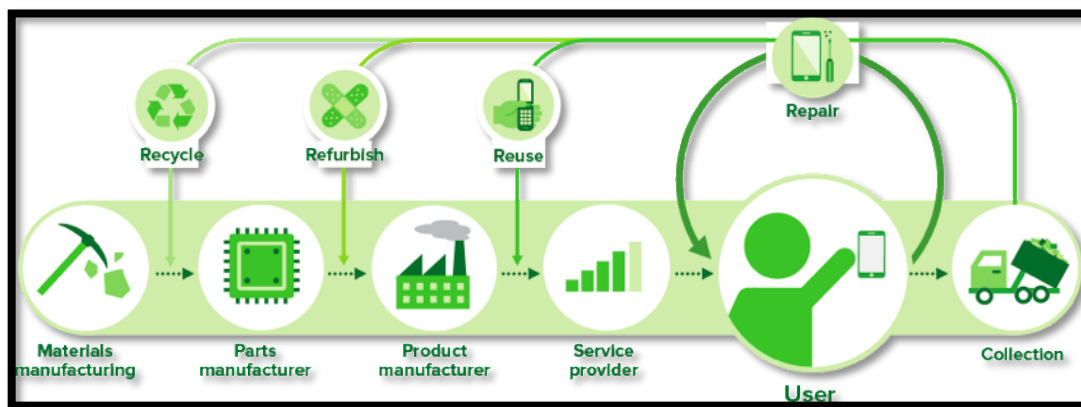 Repair
Recycle
Refurbish
Reuse
Materials
manufacturing
Parts
manufacturer
Product
manufacturer
Service
provider
User
Collection